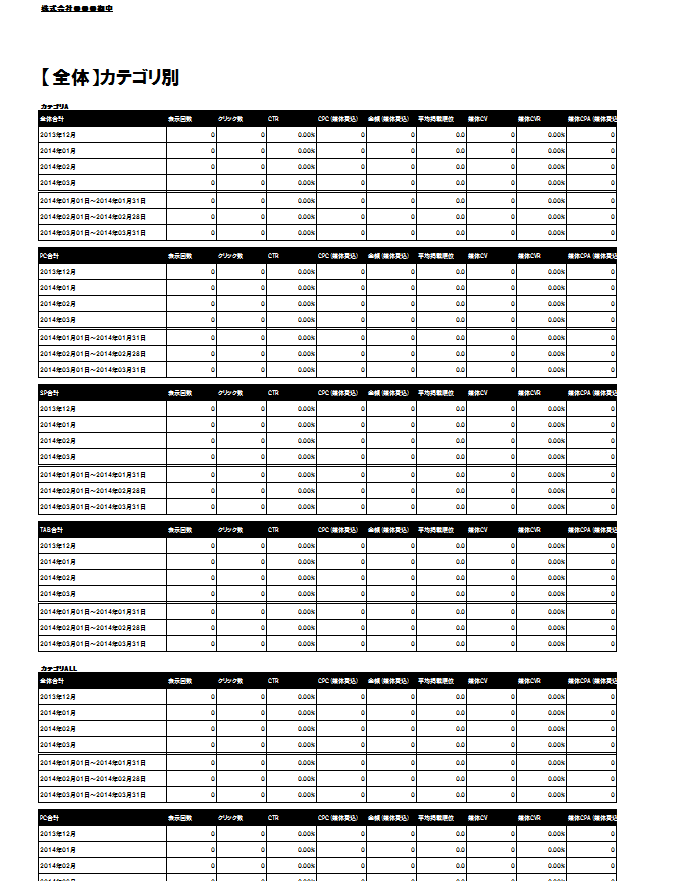 株式会社●●●御中
【全体】カテゴリ別
カテゴリA
全体合計 表示回数 クリック数 CTR CPC(媒体費込) 金額(媒体費込) 平均掲載順位 媒体CV 媒体CVR 媒体CPA(媒体費込
2013年12月 0 0 0.00% 0 0 0.0 0 0.00% 0
2014年01月 0 0 0.00% 0 0 0.0 0 0.00% 0
2014年02月 0 0 0.00% 0 0 0.0 0 0.00% 0
2014年03月 0 0 0.00% 0 0 0.0 0 0.00% 0
2014年01月01日～2014年01月31日 0 0 0.00% 0 0 0.0 0 0.00% 0
2014年02月01日～2014年02月28日 0 0 0.00% 0 0 0.0 0 0.00% 0
2014年03月01日～2014年03月31日 0 0 0.00% 0 0 0.0 0 0.00% 0
PC合計 表示回数 クリック数 CTR CPC(媒体費込) 金額(媒体費込) 平均掲載順位 媒体CV 媒体CVR 媒体CPA(媒体費込
2013年12月 0 0 0.00% 0 0 0.0 0 0.00% 0
2014年01月 0 0 0.00% 0 0 0.0 0 0.00% 0
2014年02月 0 0 0.00% 0 0 0.0 0 0.00% 0
2014年03月 0 0 0.00% 0 0 0.0 0 0.00% 0
2014年01月01日～2014年01月31日 0 0 0.00% 0 0 0.0 0 0.00% 0
2014年02月01日～2014年02月28日 0 0 0.00% 0 0 0.0 0 0.00% 0
2014年03月01日～2014年03月31日 0 0 0.00% 0 0 0.0 0 0.00% 0
SP合計 表示回数 クリック数 CTR CPC(媒体費込) 金額(媒体費込) 平均掲載順位 媒体CV 媒体CVR 媒体CPA(媒体費込
2013年12月 0 0 0.00% 0 0 0.0 0 0.00% 0
2014年01月 0 0 0.00% 0 0 0.0 0 0.00% 0
2014年02月 0 0 0.00% 0 0 0.0 0 0.00% 0
2014年03月 0 0 0.00% 0 0 0.0 0 0.00% 0
2014年01月01日～2014年01月31日 0 0 0.00% 0 0 0.0 0 0.00% 0
2014年02月01日～2014年02月28日 0 0 0.00% 0 0 0.0 0 0.00% 0
2014年03月01日～2014年03月31日 0 0 0.00% 0 0 0.0 0 0.00% 0
TAB合計 表示回数 クリック数 CTR CPC(媒体費込) 金額(媒体費込) 平均掲載順位 媒体CV 媒体CVR 媒体CPA(媒体費込
2013年12月 0 0 0.00% 0 0 0.0 0 0.00% 0
2014年01月 0 0 0.00% 0 0 0.0 0 0.00% 0
2014年02月 0 0 0.00% 0 0 0.0 0 0.00% 0
2014年03月 0 0 0.00% 0 0 0.0 0 0.00% 0
2014年01月01日～2014年01月31日 0 0 0.00% 0 0 0.0 0 0.00% 0
2014年02月01日～2014年02月28日 0 0 0.00% 0 0 0.0 0 0.00% 0
2014年03月01日～2014年03月31日 0 0 0.00% 0 0 0.0 0 0.00% 0
カテゴリALL
全体合計 表示回数 クリック数 CTR CPC(媒体費込) 金額(媒体費込) 平均掲載順位 媒体CV 媒体CVR 媒体CPA(媒体費込
2013年12月 0 0 0.00% 0 0 0.0 0 0.00% 0
2014年01月 0 0 0.00% 0 0 0.0 0 0.00% 0
2014年02月 0 0 0.00% 0 0 0.0 0 0.00% 0
2014年03月 0 0 0.00% 0 0 0.0 0 0.00% 0
2014年01月01日～2014年01月31日 0 0 0.00% 0 0 0.0 0 0.00% 0
2014年02月01日～2014年02月28日 0 0 0.00% 0 0 0.0 0 0.00% 0
2014年03月01日～2014年03月31日 0 0 0.00% 0 0 0.0 0 0.00% 0
PC合計 表示回数 クリック数 CTR CPC(媒体費込) 金額(媒体費込) 平均掲載順位 媒体CV 媒体CVR 媒体CPA(媒体費込
2013年12月 0 0 0.00% 0 0 0.0 0 0.00% 0
2014年01月 0 0 0.00% 0 0 0.0 0 0.00% 0
2014年02月 0 0 0.00% 0 0 0.0 0 0.00% 0